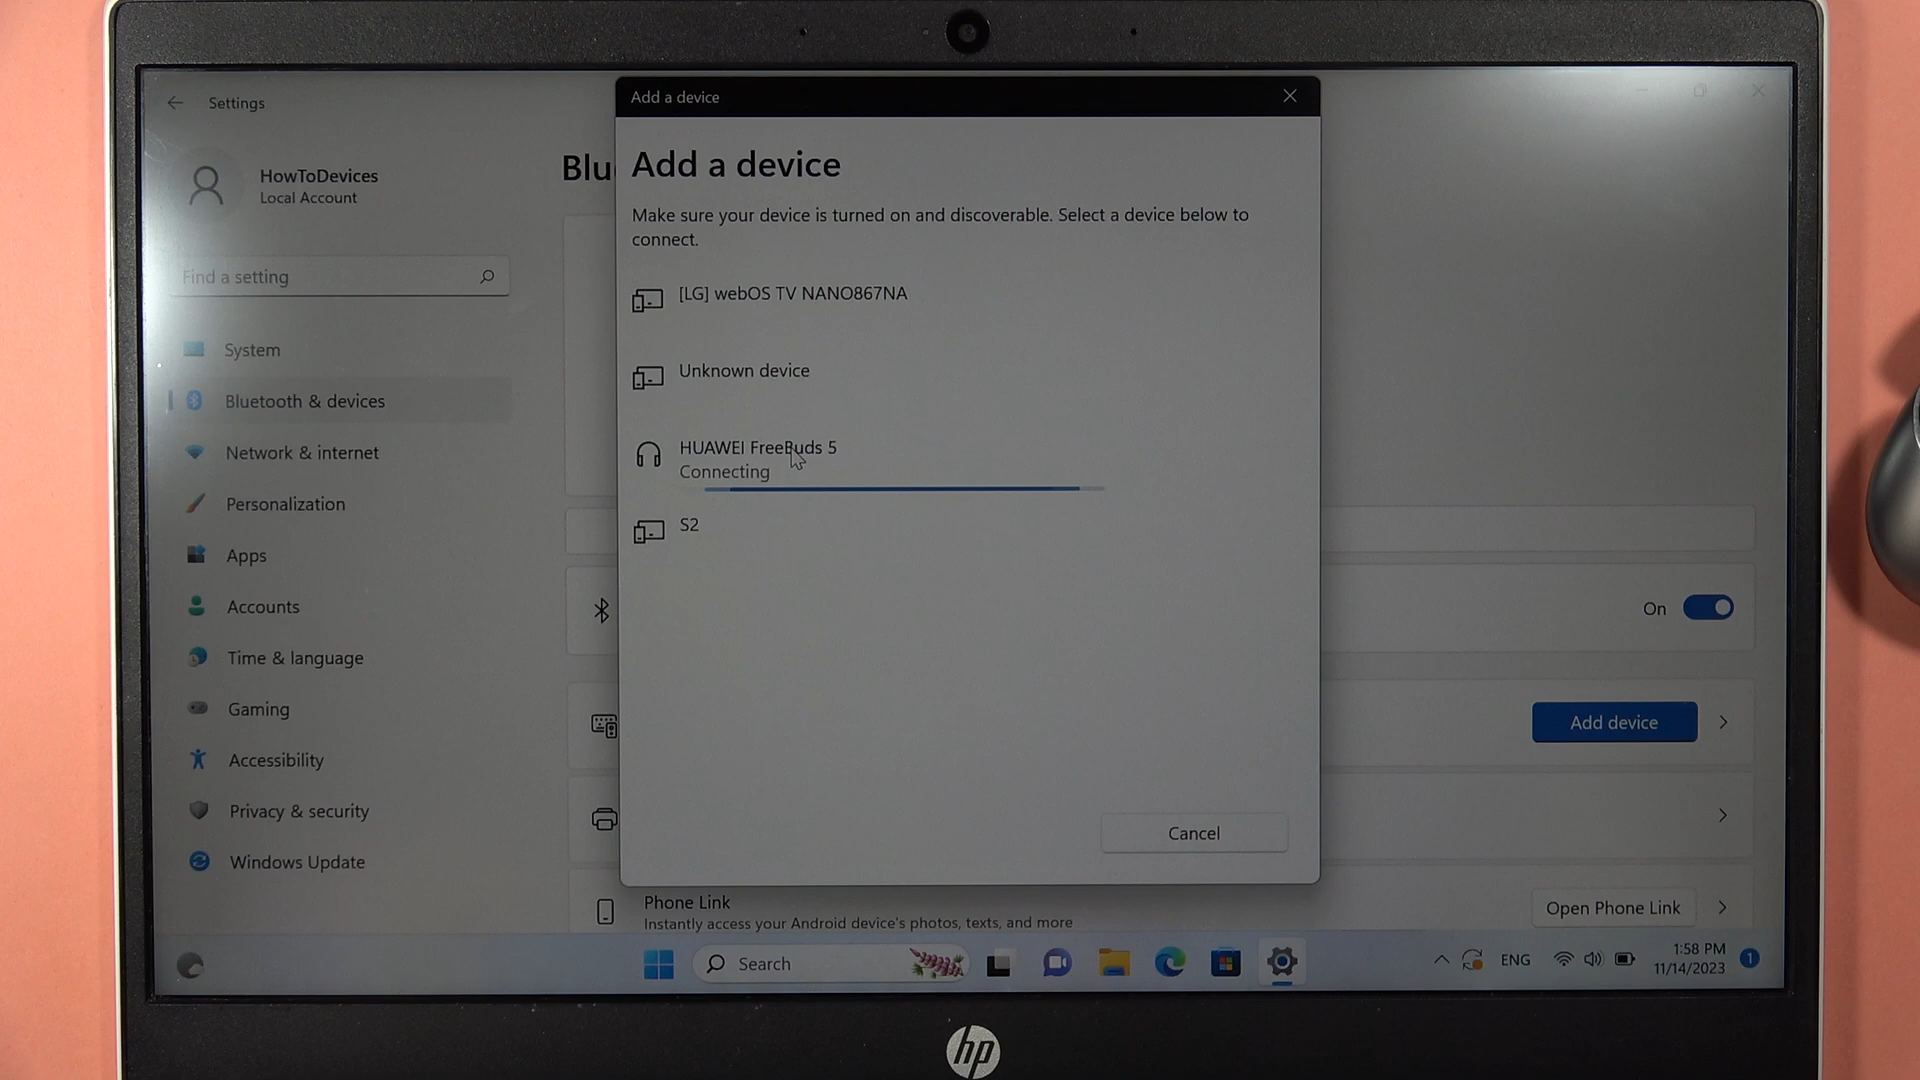 Settings
HowToDevices
Local Account
Find a setting
System
Bluetooth & devices
Network & internet
Personalization
Apps
Accounts
Time & language
Gaming
Accessibility
Privacy & security
Windows Update
Blu
Add a device
Add a device
Make sure your device is turned on and discoverable. Select a device below to
connect.
[LG] webOS TV NANO867NA
Unknown device
HUAWEI FreeBuds 5
Connecting
S2
Cancel
On
Add device
Phone Link
Instantly access your Android device's photos, texts, and more
Open Phone Link
Search
ENG
1:58 PM
11/14/2023
1
hp